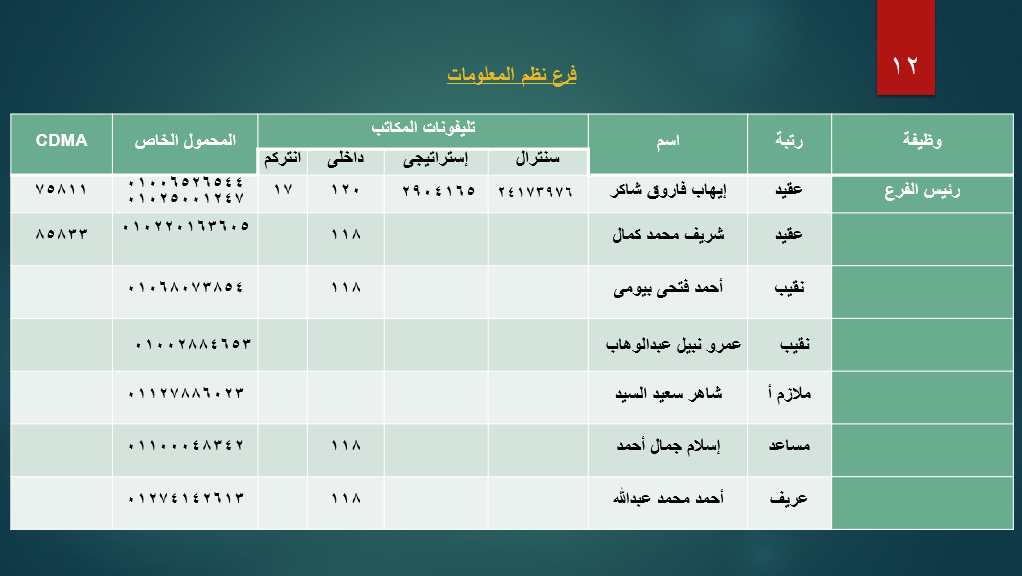 ١٢
فرع نظم المعلومات
وظيفة رتبة اسم تليفونات المكاتب المحمول الخاص CDMA
سنترال إستراتيجى داخلى انتركم
رئيس الفرع عقيد إيهاب فاروق شاكر ٢٤١٧٣٩٧٦ ٢٩٠٤١٦٥ ١٢٠ ١٧ ٠١٠٠٦٥٢٦٥٤٤ ٧٥٨١١
٠١٠٢٥٠٠١٢٤٧
عقيد شريف محمد كمال ١١٨ ٠١٠٢٢٠١٦٣٦٠٥ ٨٥٨٣٣
نقيب أحمد فتحى بيومى ١١٨ ٠١٠٦٨٠٧٣٨٥٤
نقيب عمرو نبيل عبدالوهاب ٠١٠٠٢٨٨٤٦٥٣
ملازم أ شاهر سعيد السيد ٠١١٢٧٨٨٦٠٢٣
مساعد إسلام جمال أحمد ١١٨ ٠١١٠٠٠٤٨٣٤٢
عريف أحمد محمد عبدالله ١١٨ ٠١٢٧٤١٤٢٦١٣